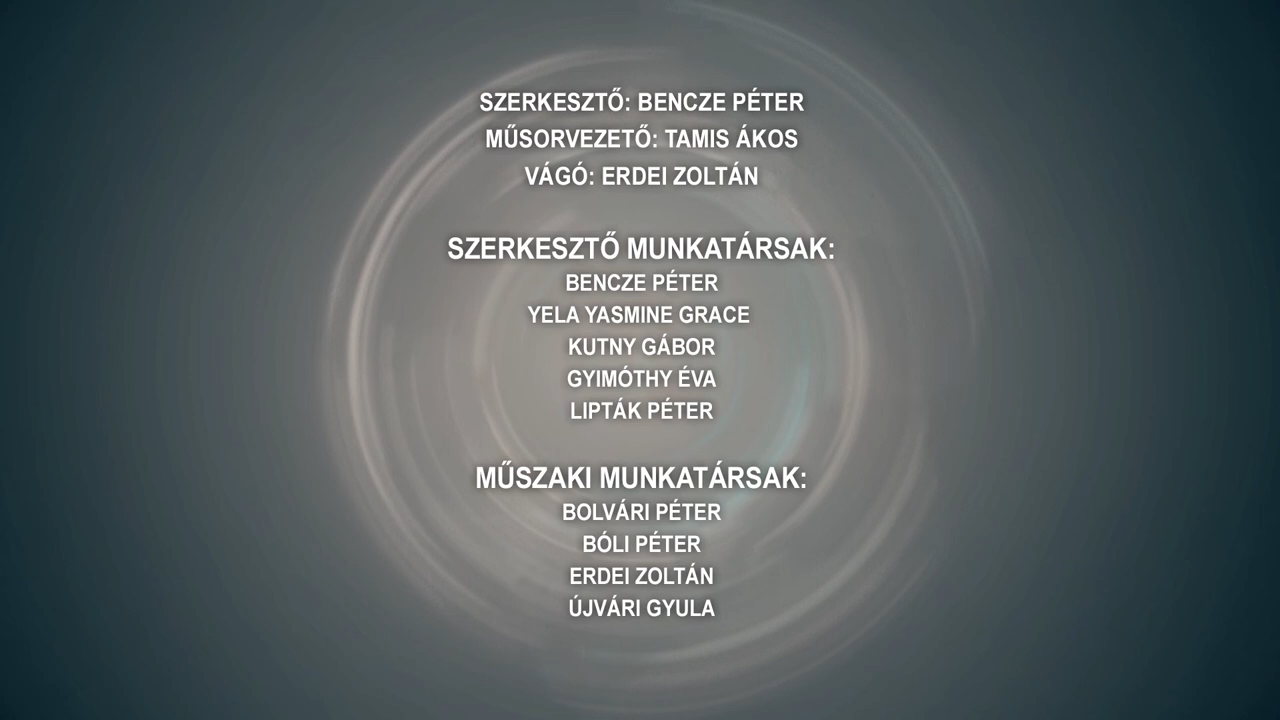 SZERKESZTŐ: BENCZE PÉTER
MŰSORVEZETŐ: TAMIS ÁKOS
VÁGÓ: ERDEI ZOLTÁN
SZERKESZTŐ MUNKATÁRSAK:
BENCZE PÉTER
YELA YASMINE GRACE
KUTNY GÁBOR
GYIMÓTHY ÉVA
LIPTÁK PÉTER
MŰSZAKI MUNKATÁRSAK:
BOLVÁRI PÉTER
BÓLI PÉTER
ERDEI ZOLTÁN
ÚJVÁRI GYULA